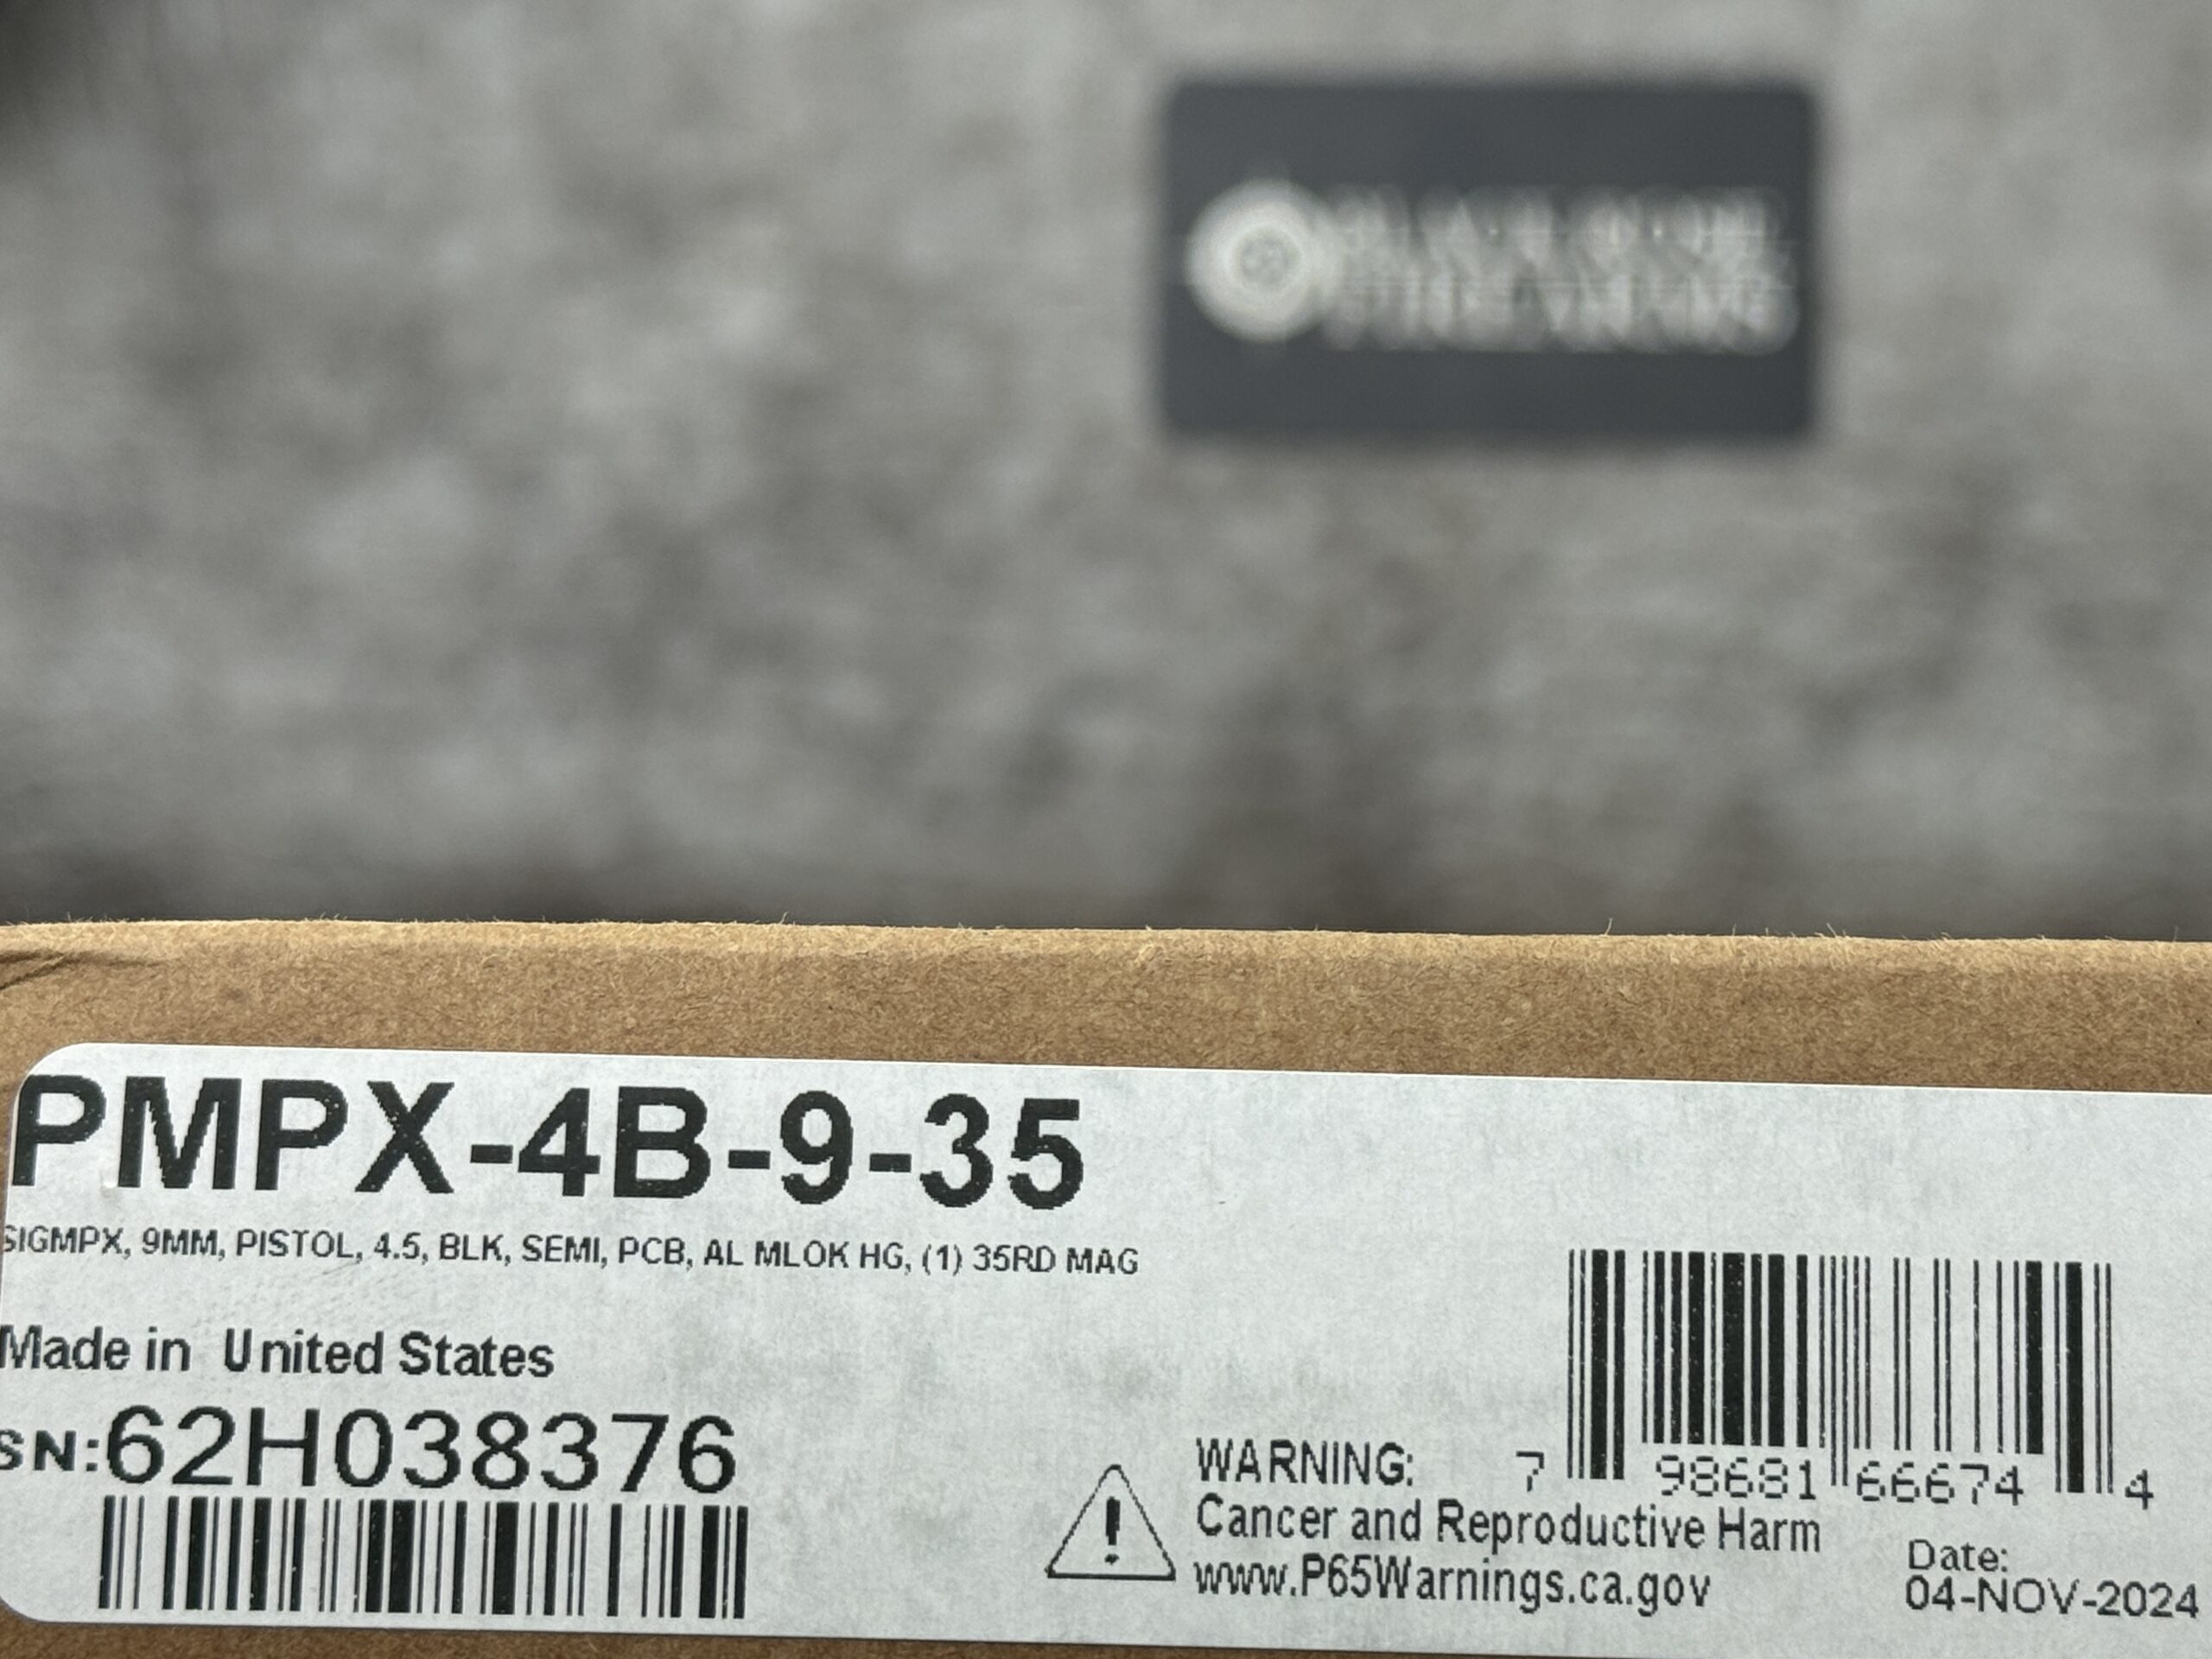 PMPX-4B-9-35
SIGMPX, 9MM, PISTOL, 4.5, BLK, SEMI, PCB, AL MLOK HG, (1) 35RD MAG
Made in United States
SN:62H038376
WARNING:
Cancer and Reproductive Harm
www.P65Warnings.ca.gov
7 98681 66674 4
Date:
04-NOV-2024